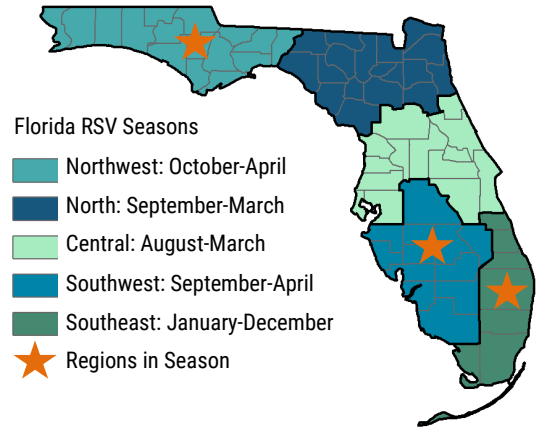 Florida RSV Seasons
Northwest: October-April
North: September-March
Central: August-March
Southwest: September-April
Southeast: January-December
Regions in Season